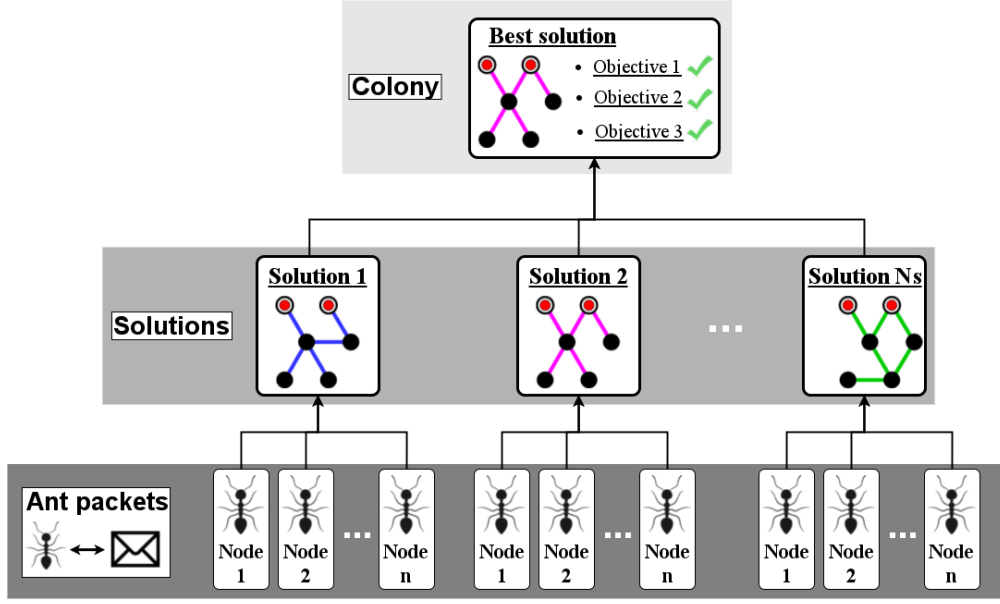 Best solution
• Objective 1
• Objective 2
• Objective 3
Colony
Solution 1
Solution 2
...
Solution Ns
Solutions
Ant packets
Node
1
Node
2
...
Node
n
Node
1
Node
2
...
Node
n
Node
1
Node
2
...
Node
n